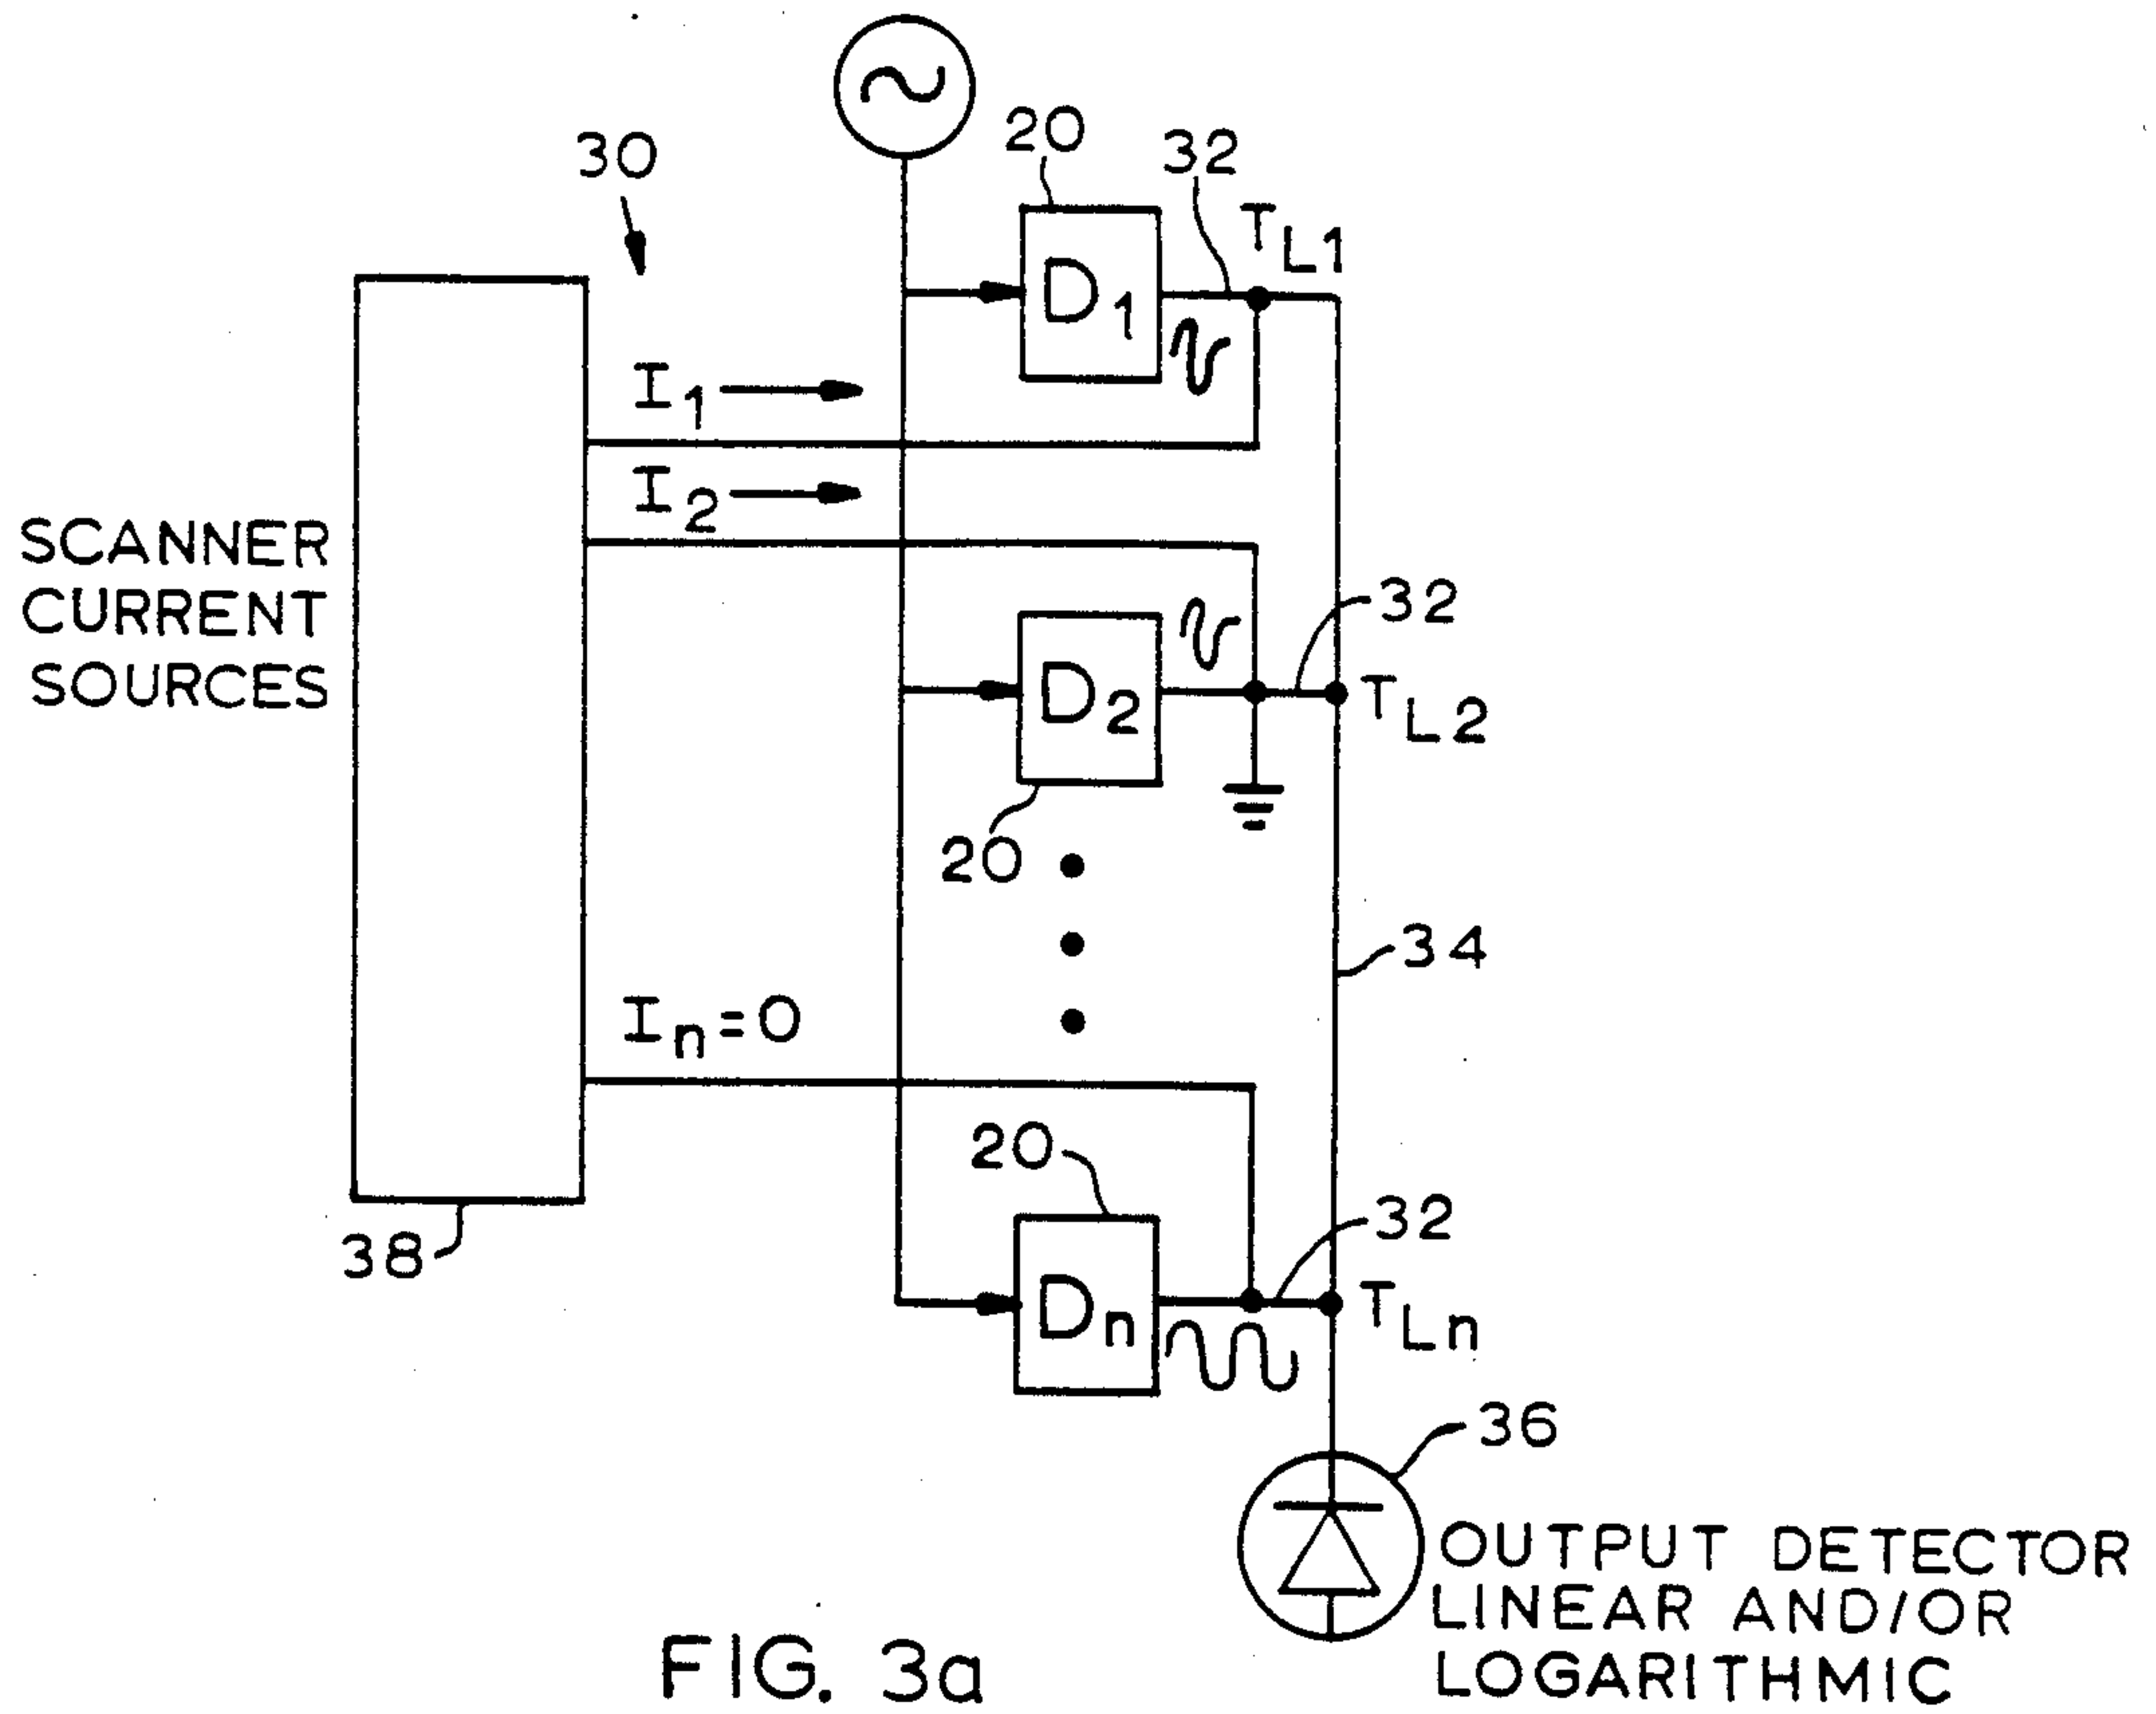 30
20
32
TL1
D1
I1
I2
SCANNER
CURRENT
SOURCES
32
D2
TL2
20
34
In=0
20
32
38
Dn
TLn
36
OUTPUT DETECTOR
LINEAR AND/OR
LOGARITHMIC
FIG. 3a